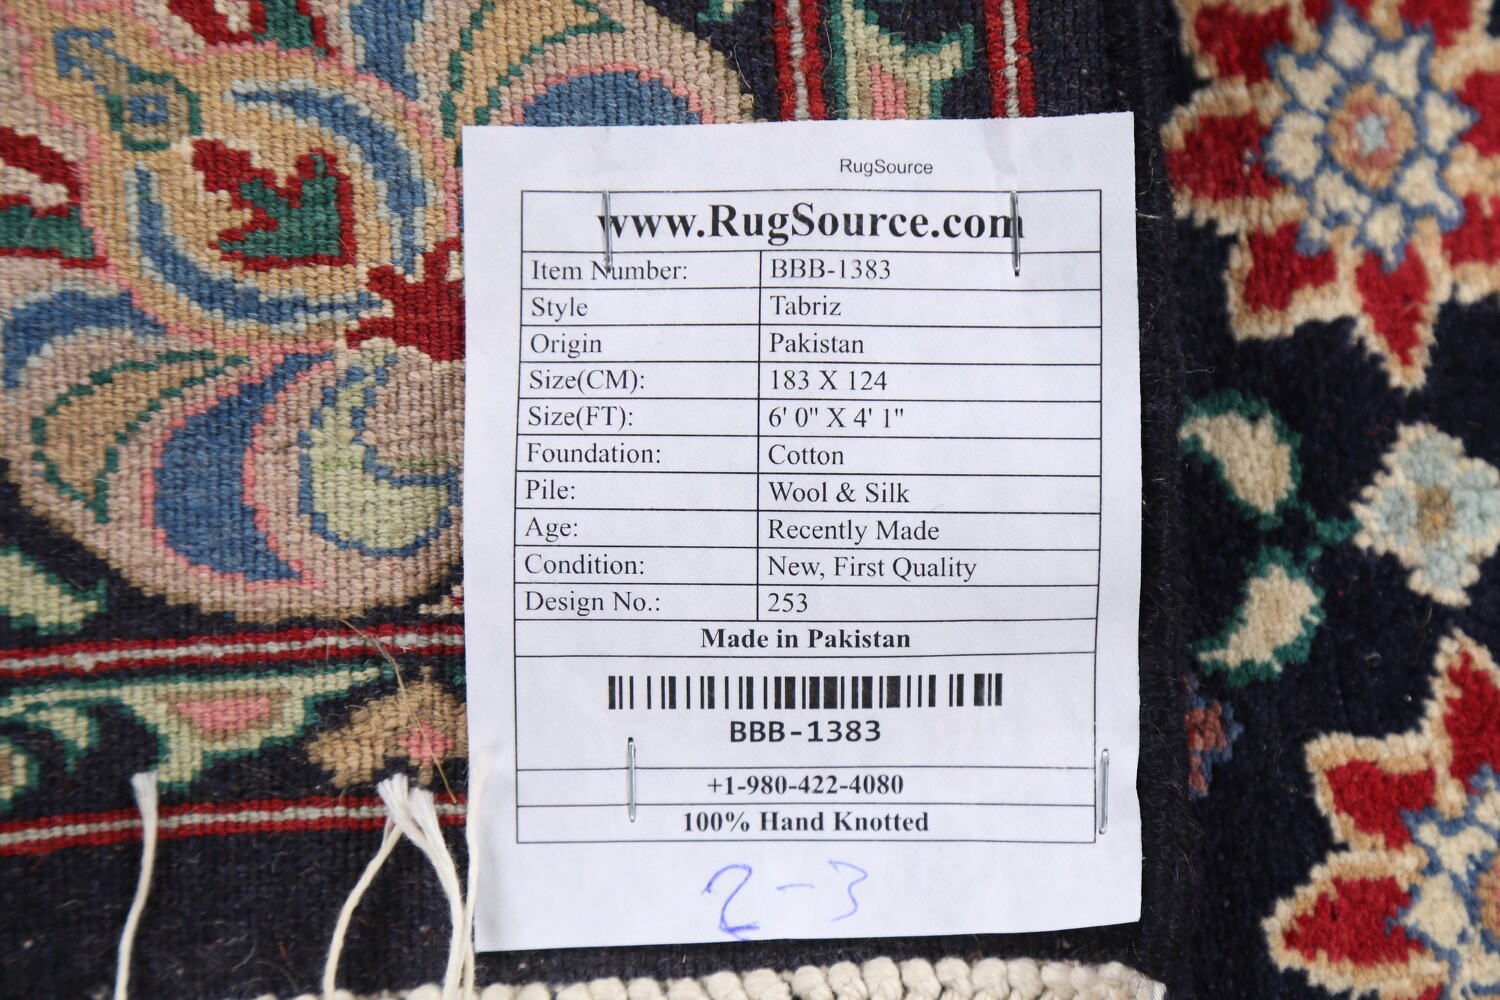 RugSource
www.RugSource.com
Item Number: BBB-1383
Style Tabriz
Origin Pakistan
Size(CM): 183 X 124
Size(FT): 6' 0" X 4' 1"
Foundation: Cotton
Pile: Wool & Silk
Age: Recently Made
Condition: New, First Quality
Design No.: 253
Made in Pakistan
BBB-1383
+1-980-422-4080
100% Hand Knotted
2-3